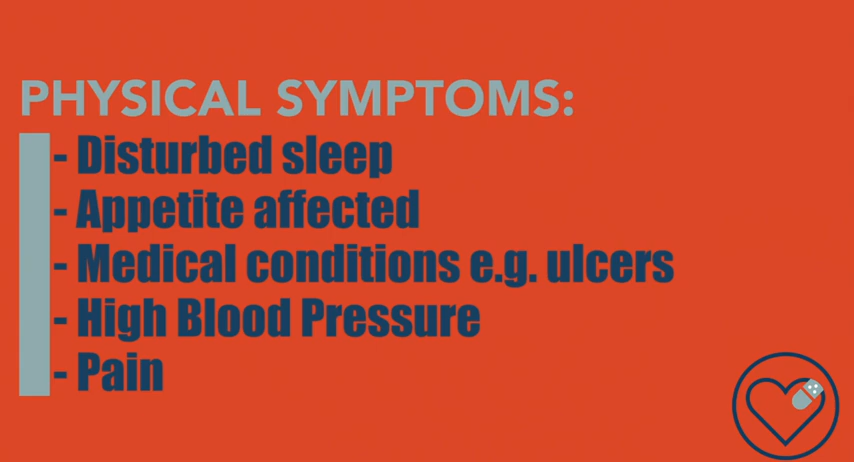 PHYSICAL SYMPTOMS:
- Disturbed sleep
- Appetite affected
- Medical conditions e.g. ulcers
- High Blood Pressure
- Pain